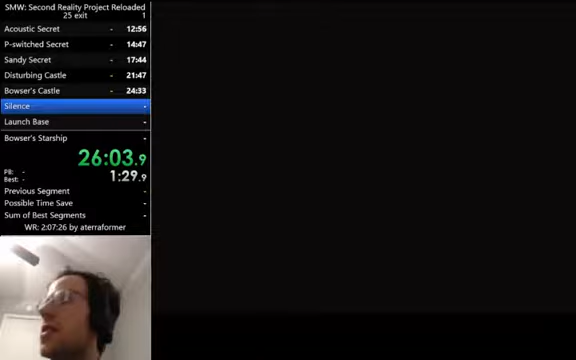 SMW: Second Reality Project Reloaded
25 exit 1
Acoustic Secret - 12:56
P-switched Secret - 14:47
Sandy Secret - 17:44
Disturbing Castle - 21:47
Bowser's Castle - 24:33
Silence -
Launch Base -
Bowser's Starship -
26:03.9
PB: -
Best: - 1:29.9
Previous Segment -
Possible Time Save -
Sum of Best Segments -
WR: 2:07:26 by aterraformer